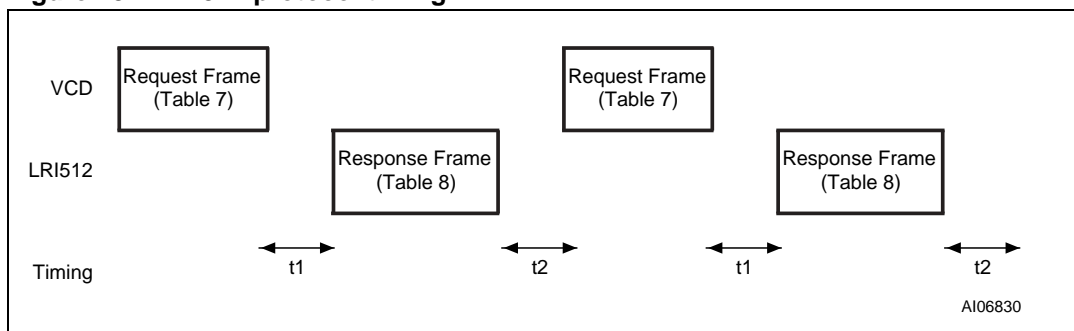 VCD
Request Frame
(Table 7)
Request Frame
(Table 7)
LRI512
Response Frame
(Table 8)
Response Frame
(Table 8)
Timing
t1
t2
t1
t2
AI06830